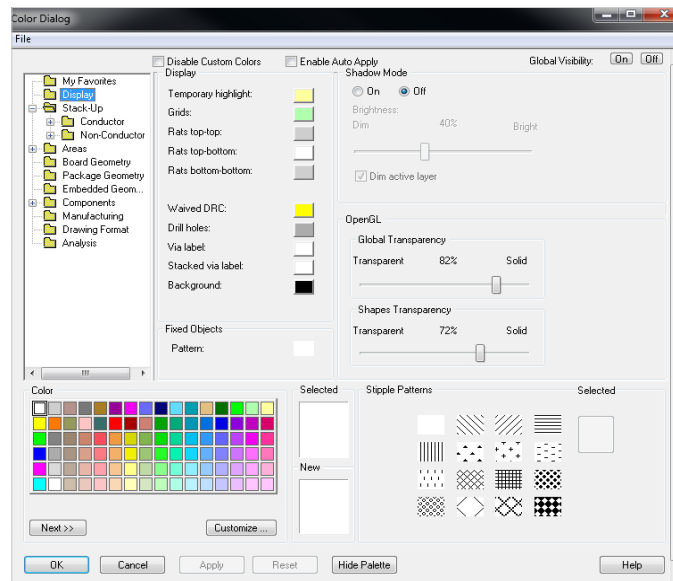 Color Dialog
File
Disable Custom Colors
Enable Auto Apply
Global Visibility:
On
Off
My Favorites
Display
Stack-Up
Conductor
Non-Conductor
Areas
Board Geometry
Package Geometry
Embedded Geom...
Components
Manufacturing
Drawing Format
Analysis
Display
Temporary highlight:
Grids:
Rats top-top:
Rats top-bottom:
Rats bottom-bottom:
Waived DRC:
Drill holes:
Via label:
Stacked via label:
Background:
Fixed Objects
Pattern:
Shadow Mode
On
Off
Brightness:
Dim 40% Bright
Dim active layer
OpenGL
Global Transparency
Transparent 82% Solid
Shapes Transparency
Transparent 72% Solid
Color
Selected
New
Stipple Patterns
Selected
Next >>
Customize ...
OK
Cancel
Apply
Reset
Hide Palette
Help